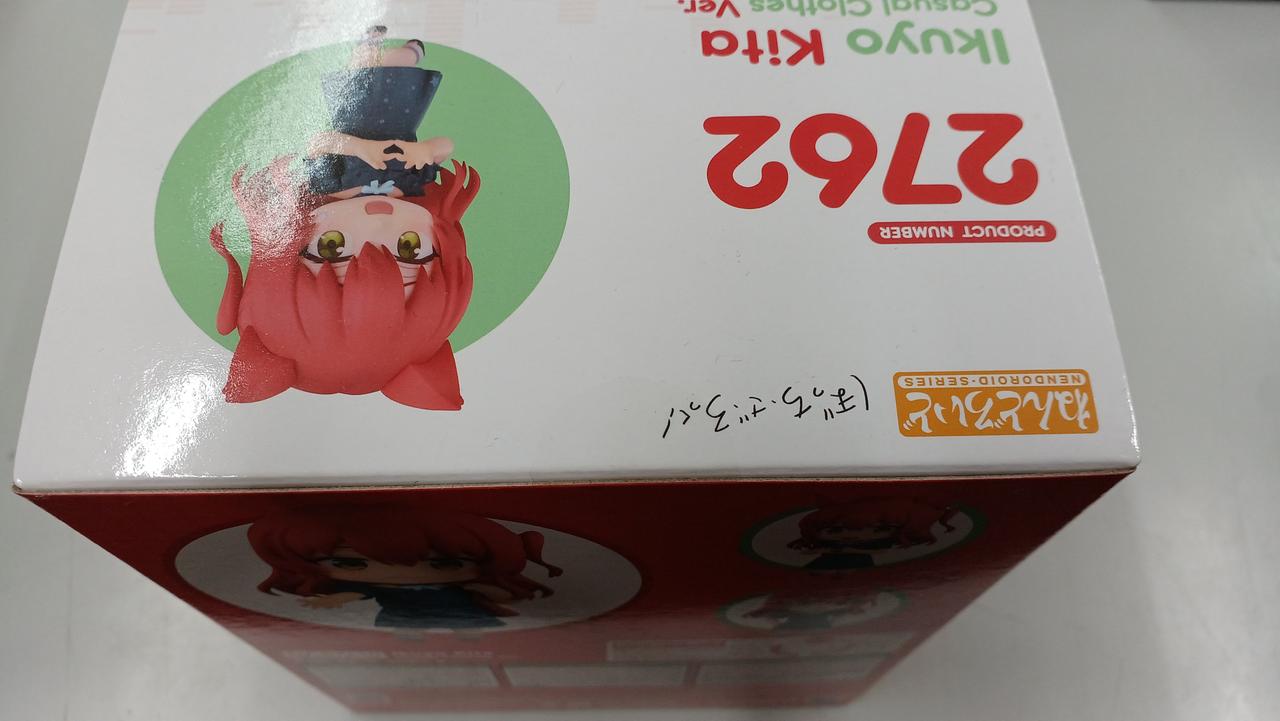 ねんどろいど
NENDOROID-SERIES
ぼっち・ざ・ろっく!
PRODUCT NUMBER
2762
Ikuyo Kita
Casual Clothes Ver.